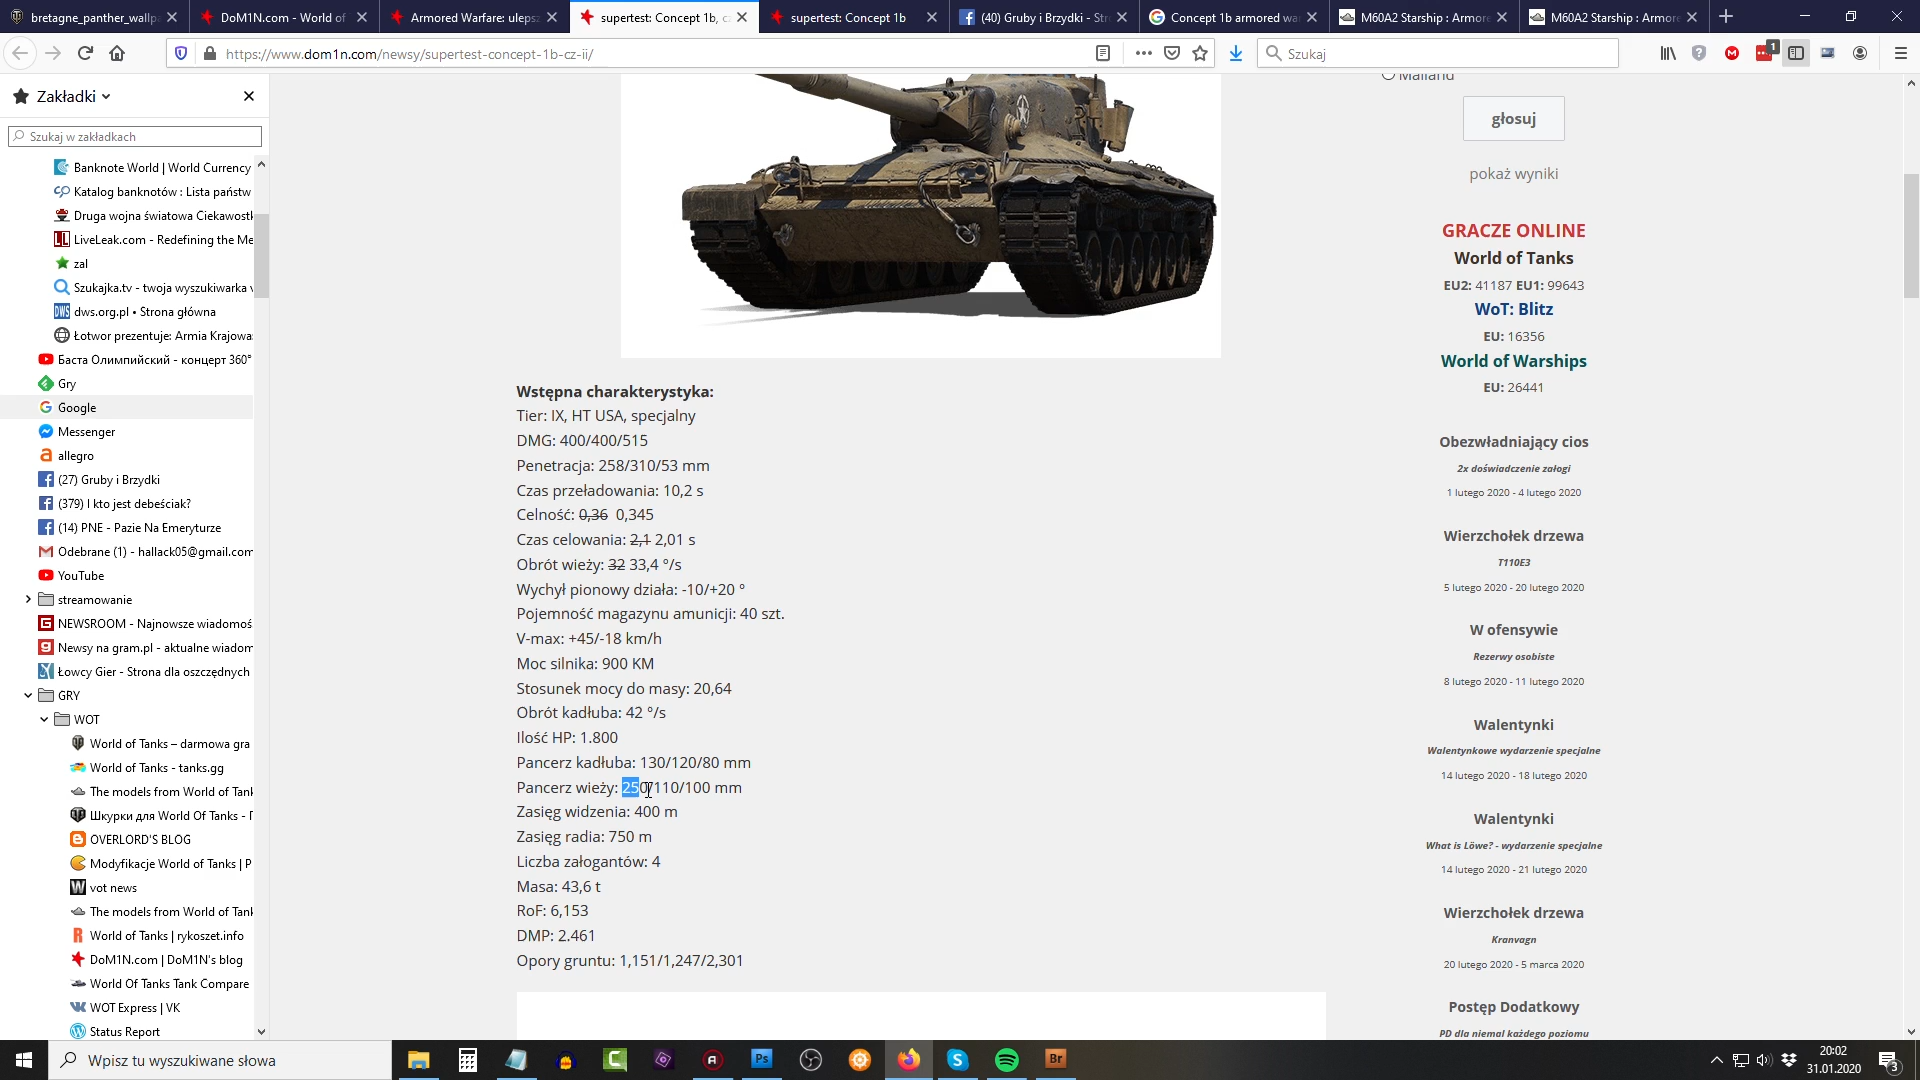 bretagne_panther_wallp
DoM1N.com - World of
Armored Warfare: uleps
supertest: Concept 1b, c
supertest: Concept 1b
(40) Gruby i Brzydki - Str
Concept 1b armored wa
M60A2 Starship : Armore
M60A2 Starship : Armore
https://www.dom1n.com/newsy/supertest-concept-1b-cz-ii/
Szukaj
1
Zakładki
Szukaj w zakładkach
Banknote World | World Currency
Katalog banknotów : Lista państw
Druga wojna światowa Ciekawostk
LiveLeak.com - Redefining the Me
zal
Szukajka.tv - twoja wyszukiwarka v
dws.org.pl • Strona główna
Łotwor prezentuje: Armia Krajowa:
Баста Олимпийский - концерт 360°
Gry
Google
Messenger
allegro
(27) Gruby i Brzydki
(379) I kto jest debeściak?
(14) PNE - Pazie Na Emeryturze
Odebrane (1) - hallack05@gmail.com
YouTube
streamowanie
NEWSROOM - Najnowsze wiadomoś
Newsy na gram.pl - aktualne wiadom
Łowcy Gier - Strona dla oszczędnych
GRY
WOT
World of Tanks – darmowa gra
World of Tanks - tanks.gg
The models from World of Tank
Шкурки для World Of Tanks - Г
OVERLORD'S BLOG
Modyfikacje World of Tanks | P
vot news
The models from World of Tank
World of Tanks | rykoszet.info
DoM1N.com | DoM1N's blog
World Of Tanks Tank Compare
WOT Express | VK
Status Report
Wstępna charakterystyka:
Tier: IX, HT USA, specjalny
DMG: 400/400/515
Penetracja: 258/310/53 mm
Czas przeładowania: 10,2 s
Celność: 0,36 0,345
Czas celowania: 2,1 2,01 s
Obrót wieży: 32 33,4 °/s
Wychył pionowy działa: -10/+20 °
Pojemność magazynu amunicji: 40 szt.
V-max: +45/-18 km/h
Moc silnika: 900 KM
Stosunek mocy do masy: 20,64
Obrót kadłuba: 42 °/s
Ilość HP: 1.800
Pancerz kadłuba: 130/120/80 mm
Pancerz wieży: 250/110/100 mm
Zasięg widzenia: 400 m
Zasięg radia: 750 m
Liczba załogantów: 4
Masa: 43,6 t
RoF: 6,153
DMP: 2.461
Opory gruntu: 1,151/1,247/2,301
Mailand
głosuj
pokaż wyniki
GRACZE ONLINE
World of Tanks
EU2: 41187 EU1: 99643
WoT: Blitz
EU: 16356
World of Warships
EU: 26441
Obezwładniający cios
2x doświadczenie załogi
1 lutego 2020 - 4 lutego 2020
Wierzchołek drzewa
T110E3
5 lutego 2020 - 20 lutego 2020
W ofensywie
Rezerwy osobiste
8 lutego 2020 - 11 lutego 2020
Walentynki
Walentynkowe wydarzenie specjalne
14 lutego 2020 - 18 lutego 2020
Walentynki
What is Löwe? - wydarzenie specjalne
14 lutego 2020 - 21 lutego 2020
Wierzchołek drzewa
Kranvagn
20 lutego 2020 - 5 marca 2020
Postęp Dodatkowy
PD dla niemal każdego poziomu
Wpisz tu wyszukiwane słowa
Ps
Br
20:02
31.01.2020
3